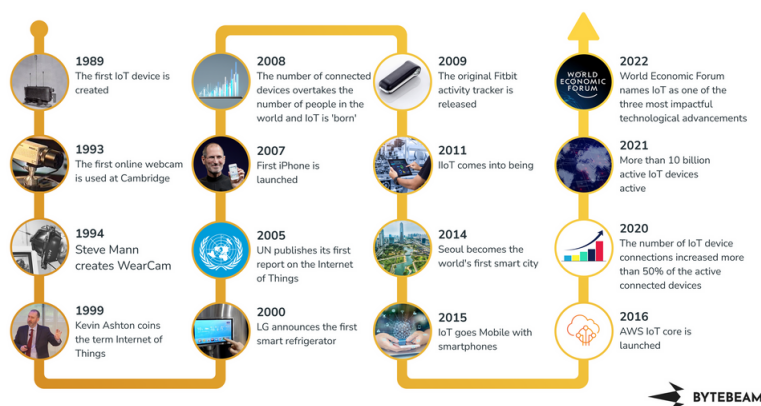 1989
The first IoT device is
created
1993
The first online webcam
is used at Cambridge
1994
Steve Mann
creates WearCam
1999
Kevin Ashton coins
the term Internet of
Things
2000
LG announces the first
smart refrigerator
2005
UN publishes its first
report on the Internet
of Things
2007
First iPhone is
launched
2008
The number of connected
devices overtakes the
number of people in the
world and IoT is 'born'
2009
The original Fitbit
activity tracker is
released
2011
IIoT comes into being
2014
Seoul becomes the
world's first smart city
2015
IoT goes Mobile with
smartphones
2016
AWS IoT core is
launched
2020
The number of IoT device
connections increased more
than 50% of the active
connected devices
2021
More than 10 billion
active IoT devices
active
WORLD
ECONOMIC
FORUM
2022
World Economic Forum
names IoT as one of the
three most impactful
technological advancements
BYTEBEAM